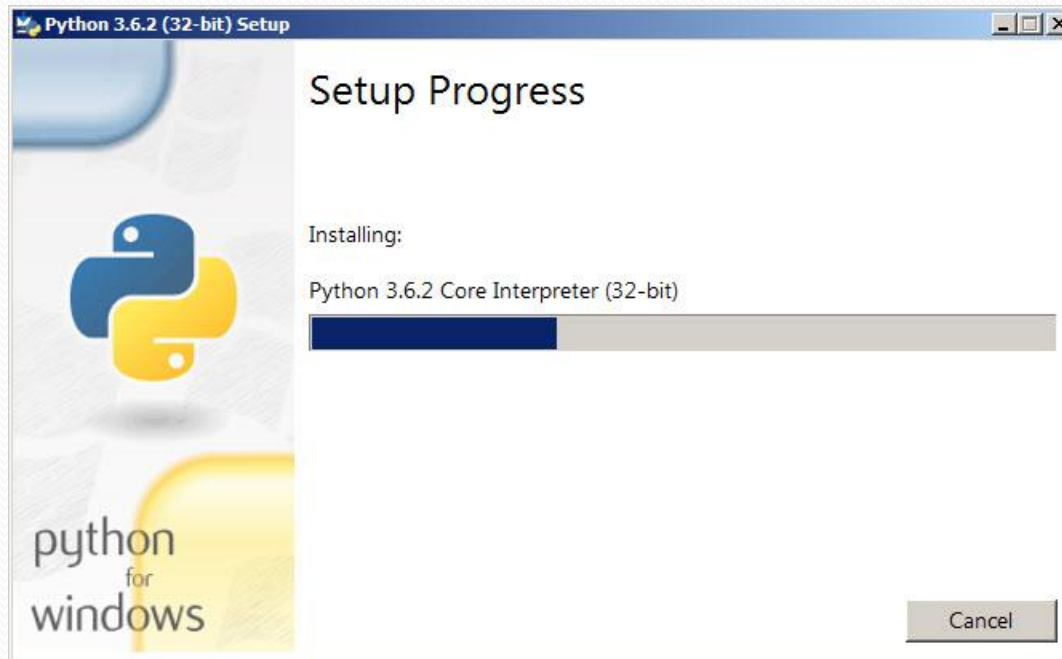 Python 3.6.2 (32-bit) Setup
Setup Progress
Installing:
Python 3.6.2 Core Interpreter (32-bit)
python
for
windows
Cancel